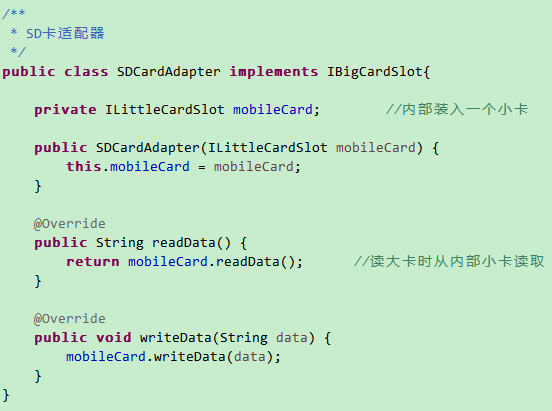 /**
 * SD卡适配器
 */
public class SDCardAdapter implements IBigCardSlot{
    private ILittleCardSlot mobileCard;        //内部装入一个小卡
    public SDCardAdapter(ILittleCardSlot mobileCard) {
        this.mobileCard = mobileCard;
    }
    @Override
    public String readData() {
        return mobileCard.readData();      //读大卡时从内部小卡读取
    }
    @Override
    public void writeData(String data) {
        mobileCard.writeData(data);
    }
}